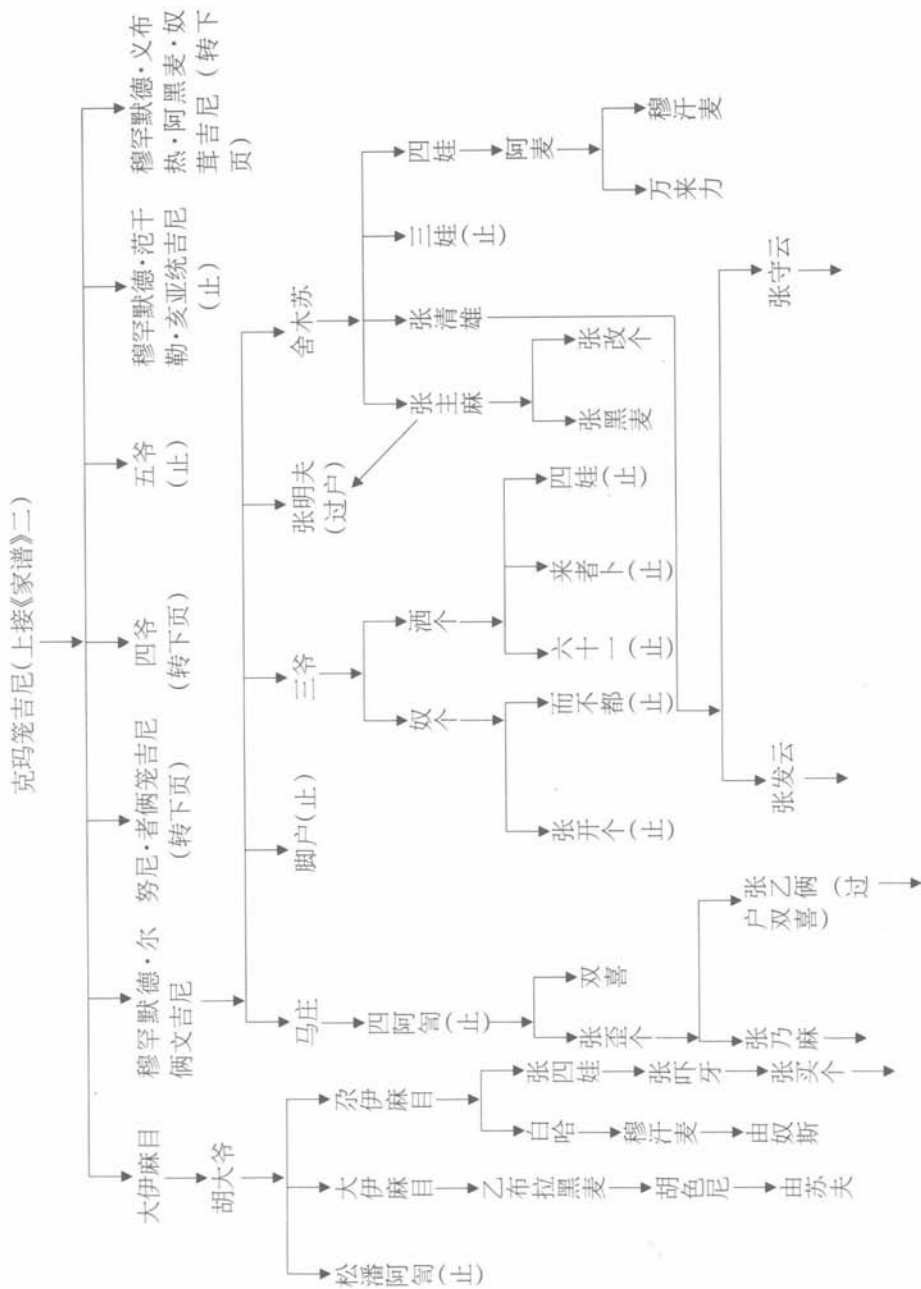 克玛笼吉尼(上接《家谱》二)
大伊麻目
穆罕默德·尔
俩文吉尼
努尼·者俩笼吉尼
(转下页)
四爷
(转下页)
五爷
(止)
穆罕默德·范干
勒·亥亚统吉尼
(止)
穆罕默德·义布
热·阿黑麦·奴
茸吉尼(转下
页)
胡大爷
马庄
脚户(止)
三爷
张明夫
(过户)
舍木苏
松潘阿訇(止)
大伊麻目
尕伊麻目
四阿訇(止)
奴个
洒个
张主麻
张清雄
三娃(止)
四娃
乙布拉黑麦
白哈
张四娃
张歪个
双喜
张开个(止)
而不都(止)
六十一(止)
来者卜(止)
四娃(止)
张黑麦
张改个
阿麦
胡色尼
穆汗麦
张吓牙
万来力
穆汗麦
由苏夫
由奴斯
张买个
张乃麻
张乙俩(过
户双喜)
张发云
张守云